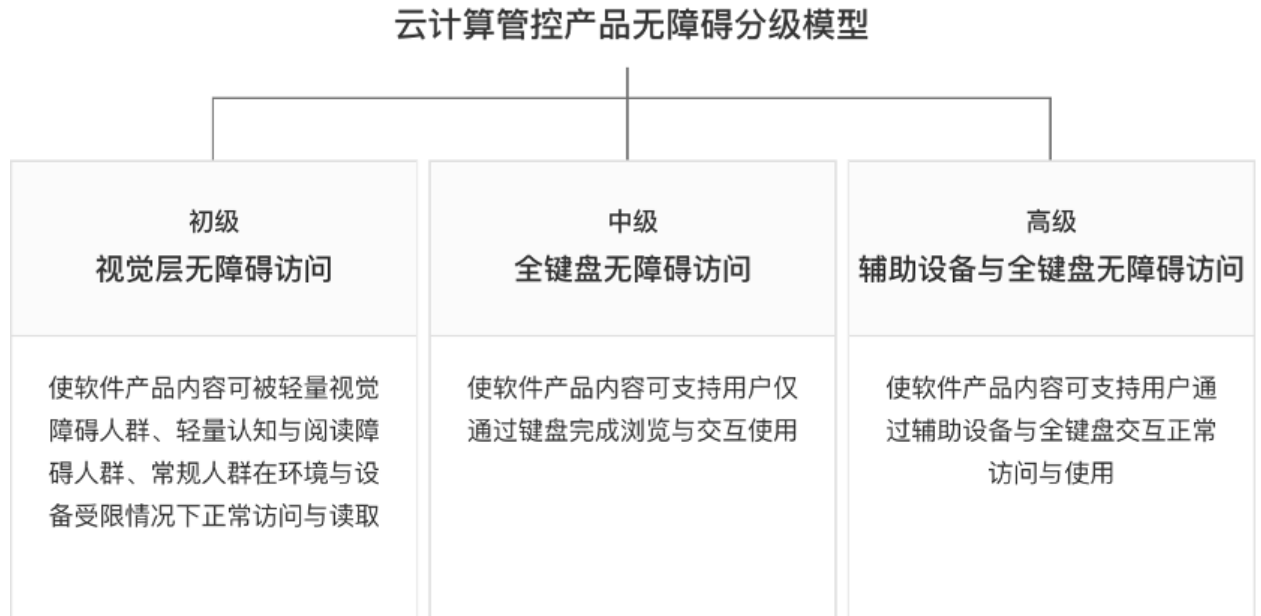 云计算管控产品无障碍分级模型
初级
视觉层无障碍访问
使软件产品内容可被轻量视觉
障碍人群、轻量认知与阅读障
碍人群、常规人群在环境与设
备受限情况下正常访问与读取
中级
全键盘无障碍访问
使软件产品内容可支持用户仅
通过键盘完成浏览与交互使用
高级
辅助设备与全键盘无障碍访问
使软件产品内容可支持用户通
过辅助设备与全键盘交互正常
访问与使用